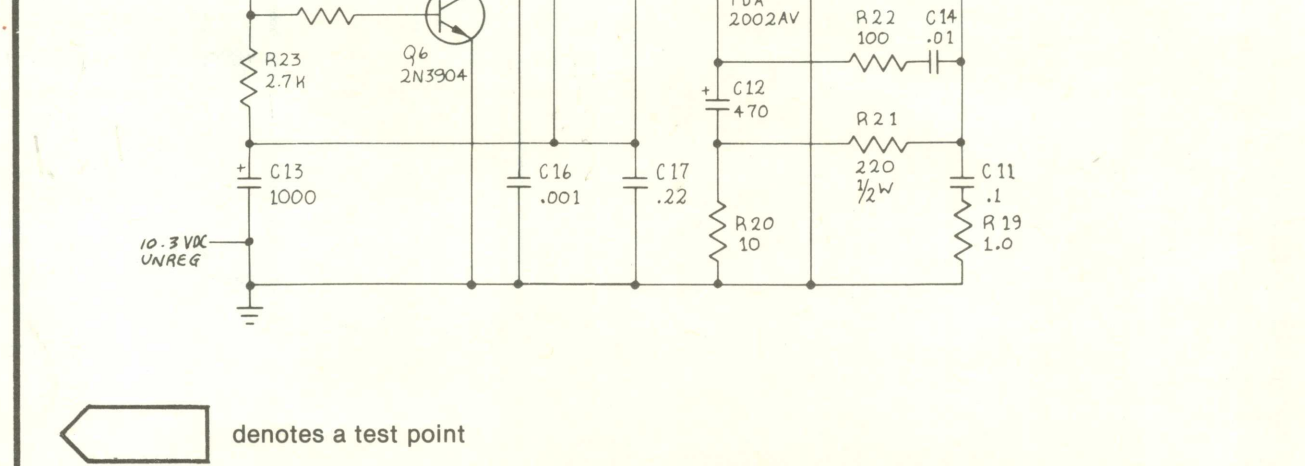 2002AV
R22
100
C14
.01
R23
2.7K
Q6
2N3904
+ C12
470
R21
220
1/2W
+ C13
1000
C16
.001
C17
.22
C11
.1
R20
10
R19
1.0
10.3 VDC
UNREG
denotes a test point